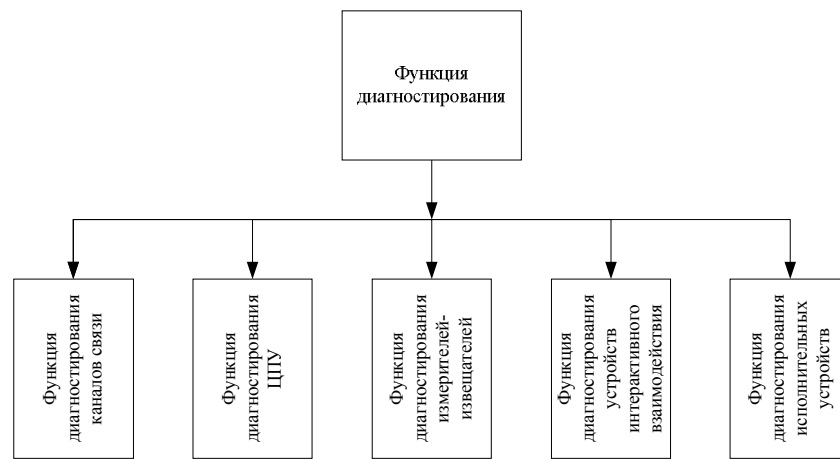 Функция
диагностирования
Функция
диагностирования
каналов связи
Функция
диагностирования
ЦПУ
Функция
диагностирования
измерителей-
извещателей
Функция
диагностирования
устройств
интерактивного
взаимодействия
Функция
диагностирования
исполнительных
устройств